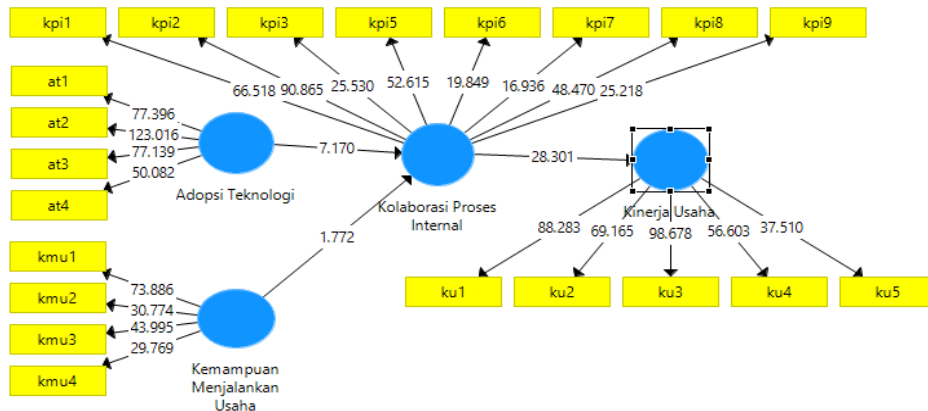 kpi1
kpi2
kpi3
kpi5
kpi6
kpi7
kpi8
kpi9
66.518
90.865
25.530
52.615
19.849
16.936
48.470
25.218
at1
at2
at3
at4
77.396
123.016
77.139
50.082
Adopsi Teknologi
7.170
Kolaborasi Proses
Internal
28.301
Kinerja Usaha
1.772
kmu1
kmu2
kmu3
kmu4
73.886
30.774
43.995
29.769
Kemampuan
Menjalankan
Usaha
88.283
69.165
98.678
56.603
37.510
ku1
ku2
ku3
ku4
ku5